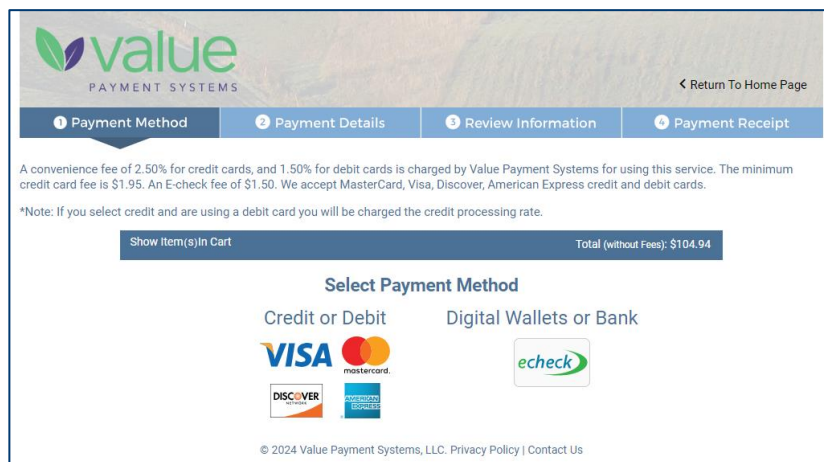 value
PAYMENT SYSTEMS
< Return To Home Page
1 Payment Method
2 Payment Details
3 Review Information
4 Payment Receipt
A convenience fee of 2.50% for credit cards, and 1.50% for debit cards is charged by Value Payment Systems for using this service. The minimum
credit card fee is $1.95. An E-check fee of $1.50. We accept MasterCard, Visa, Discover, American Express credit and debit cards.
*Note: If you select credit and are using a debit card you will be charged the credit processing rate.
Show Item(s)In Cart
Total (without Fees): $104.94
Select Payment Method
Credit or Debit
Digital Wallets or Bank
VISA
mastercard.
echeck
DISCOVER
NETWORK
AMERICAN
EXPRESS
© 2024 Value Payment Systems, LLC. Privacy Policy | Contact Us